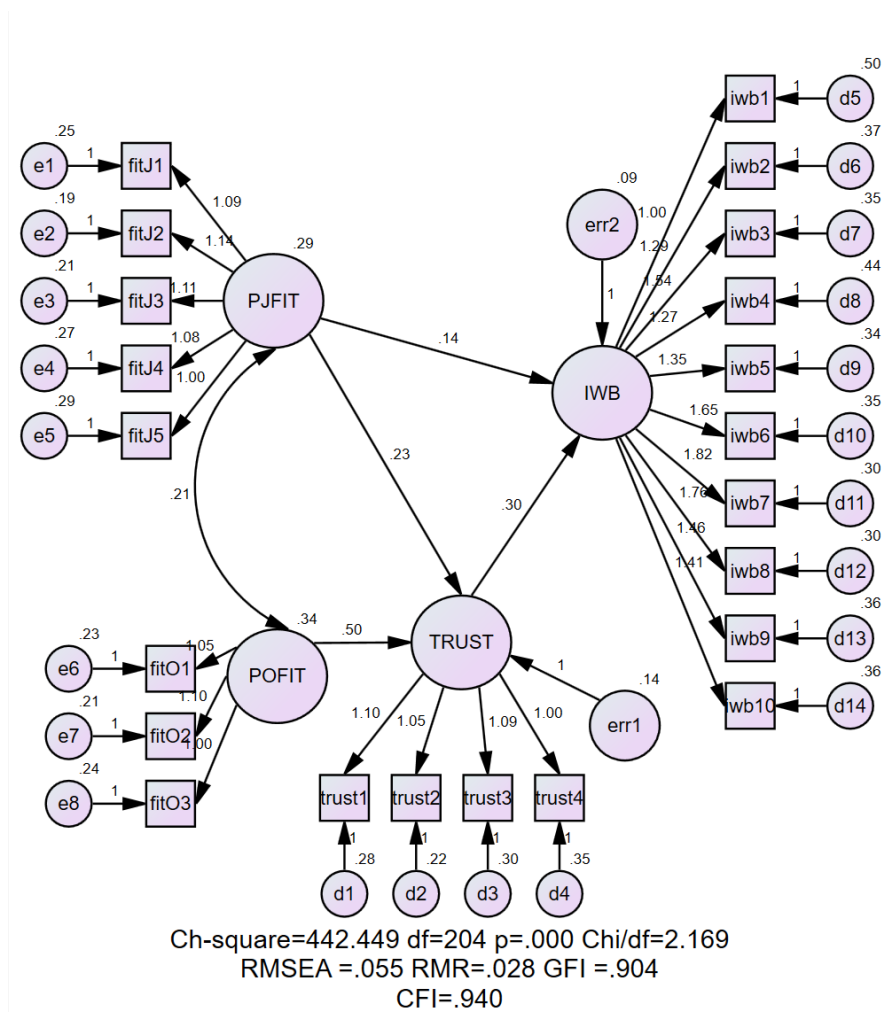 .50
iwb1
1
d5
.37
iwb2
1
d6
.35
iwb3
1
d7
.44
iwb4
1
d8
.34
iwb5
1
d9
.35
iwb6
1
d10
.30
iwb7
1
d11
.30
iwb8
1
d12
.36
iwb9
1
d13
.36
iwb10
1
d14
.25
e1
1
fitJ1
.19
e2
1
fitJ2
.21
e3
1
fitJ3
.27
e4
1
fitJ4
.29
e5
1
fitJ5
1.09
1.14
1.11
1.08
1.00
.29
PJFIT
.09
err2
1
1.00
1.29
1.54
1.27
1.35
1.65
1.82
1.76
1.46
1.41
IWB
.14
.23
.30
.21
.34
POFIT
.50
TRUST
1
.14
err1
.23
e6
1
fitO1
.21
e7
1
fitO2
.24
e8
1
fitO3
1.05
1.10
1.00
1.10
1.05
1.09
1.00
trust1
trust2
trust3
trust4
1
1
1
1
.28
.22
.30
.35
d1
d2
d3
d4
Ch-square=442.449 df=204 p=.000 Chi/df=2.169
RMSEA =.055 RMR=.028 GFI =.904
CFI=.940